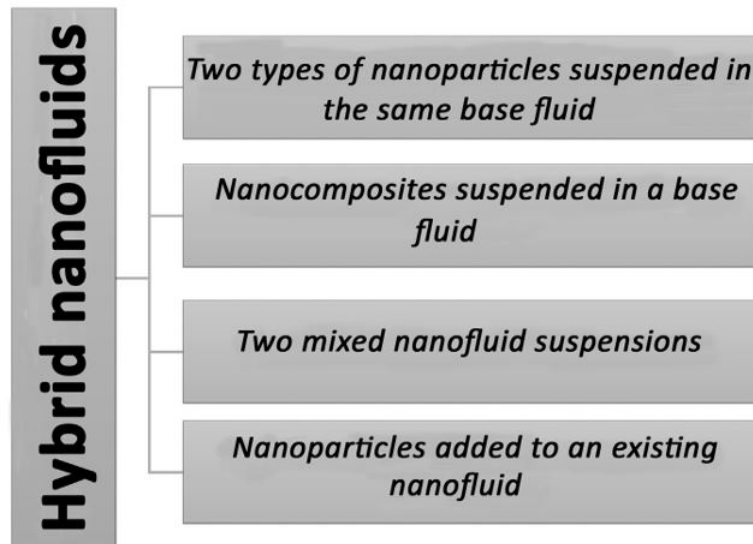 Hybrid nanofluids
Two types of nanoparticles suspended in
the same base fluid
Nanocomposites suspended in a base
fluid
Two mixed nanofluid suspensions
Nanoparticles added to an existing
nanofluid